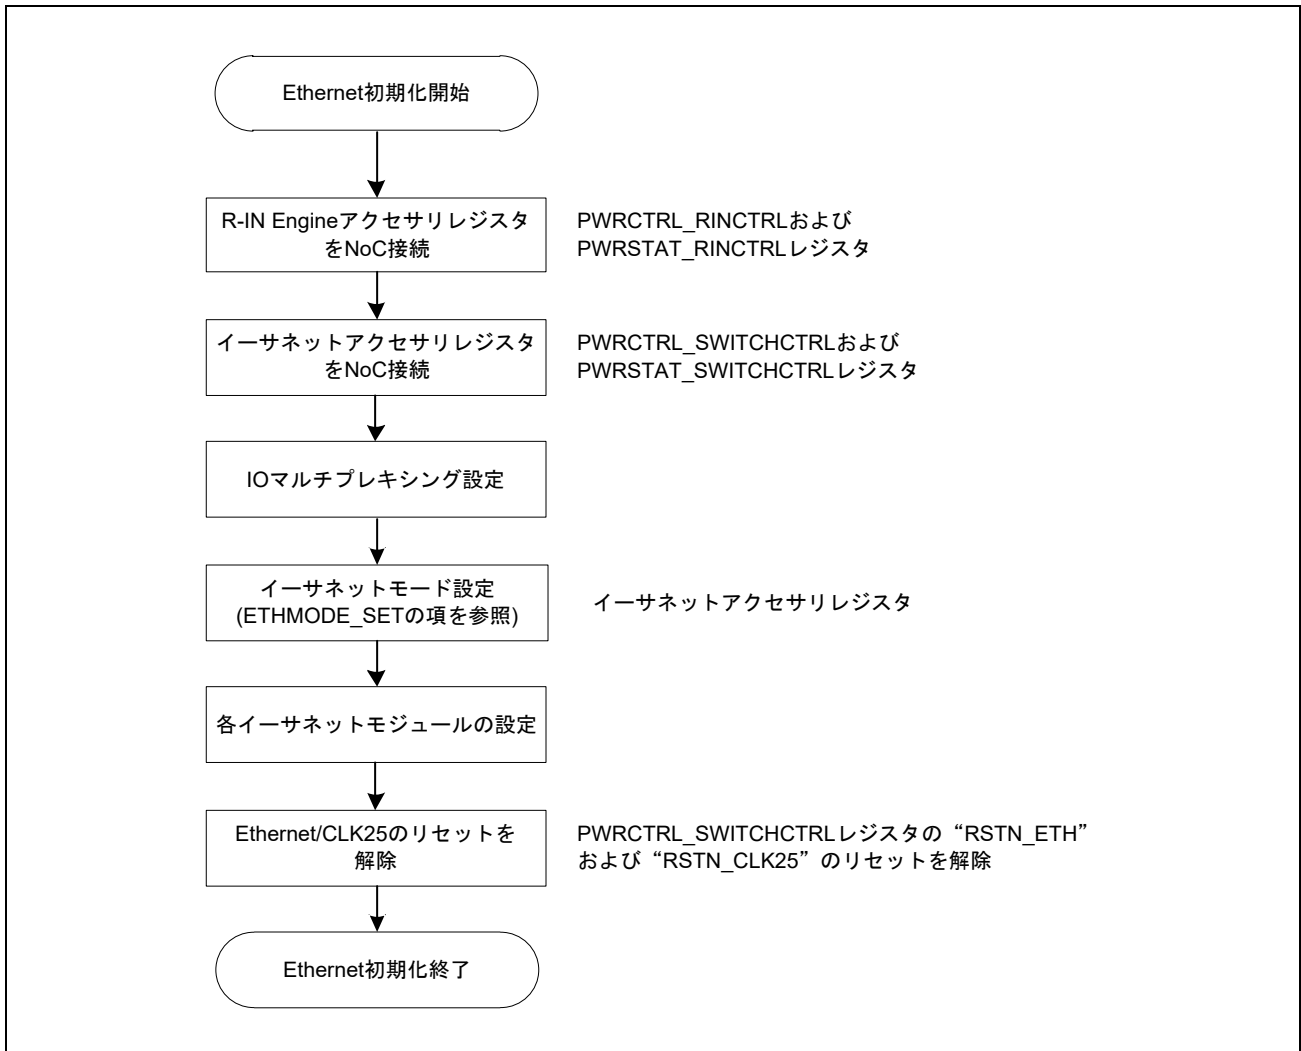 Ethernet初期化開始
R-IN Engineアクセサリレジスタ
をNoC接続
PWRCTRL_RINCTRLおよび
PWRSTAT_RINCTRLレジスタ
イーサネットアクセサリレジスタ
をNoC接続
PWRCTRL_SWITCHCTRLおよび
PWRSTAT_SWITCHCTRLレジスタ
IOマルチプレキシング設定
イーサネットモード設定
(ETHMODE_SETの項を参照)
イーサネットアクセサリレジスタ
各イーサネットモジュールの設定
Ethernet/CLK25のリセットを
解除
PWRCTRL_SWITCHCTRLレジスタの“RSTN_ETH”
および“RSTN_CLK25”のリセットを解除
Ethernet初期化終了